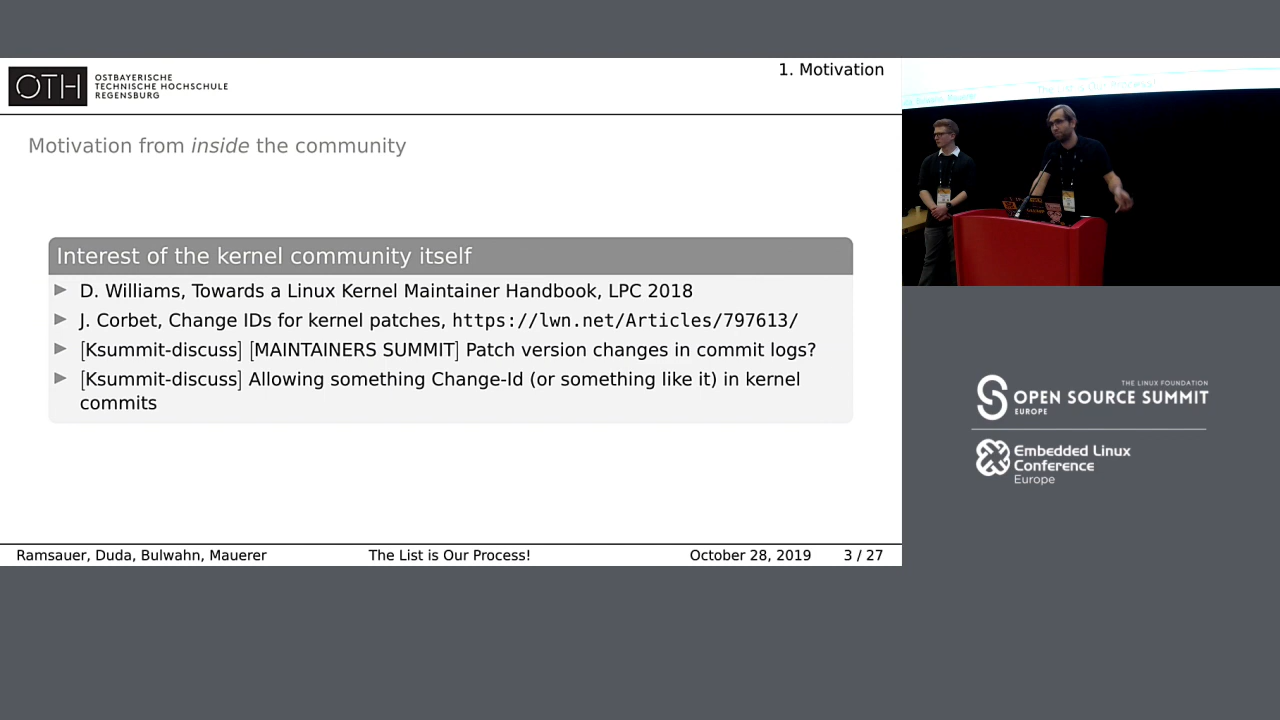 OTH
OSTBAYERISCHE
TECHNISCHE HOCHSCHULE
REGENSBURG
1. Motivation
Motivation from inside the community
Interest of the kernel community itself
D. Williams, Towards a Linux Kernel Maintainer Handbook, LPC 2018
J. Corbet, Change IDs for kernel patches, https://lwn.net/Articles/797613/
[Ksummit-discuss] [MAINTAINERS SUMMIT] Patch version changes in commit logs?
[Ksummit-discuss] Allowing something Change-Id (or something like it) in kernel
commits
Ramsauer, Duda, Bulwahn, Mauerer
The List is Our Process!
October 28, 2019
3 / 27
THE LINUX FOUNDATION
OPEN SOURCE SUMMIT
EUROPE
Embedded Linux
Conference
Europe